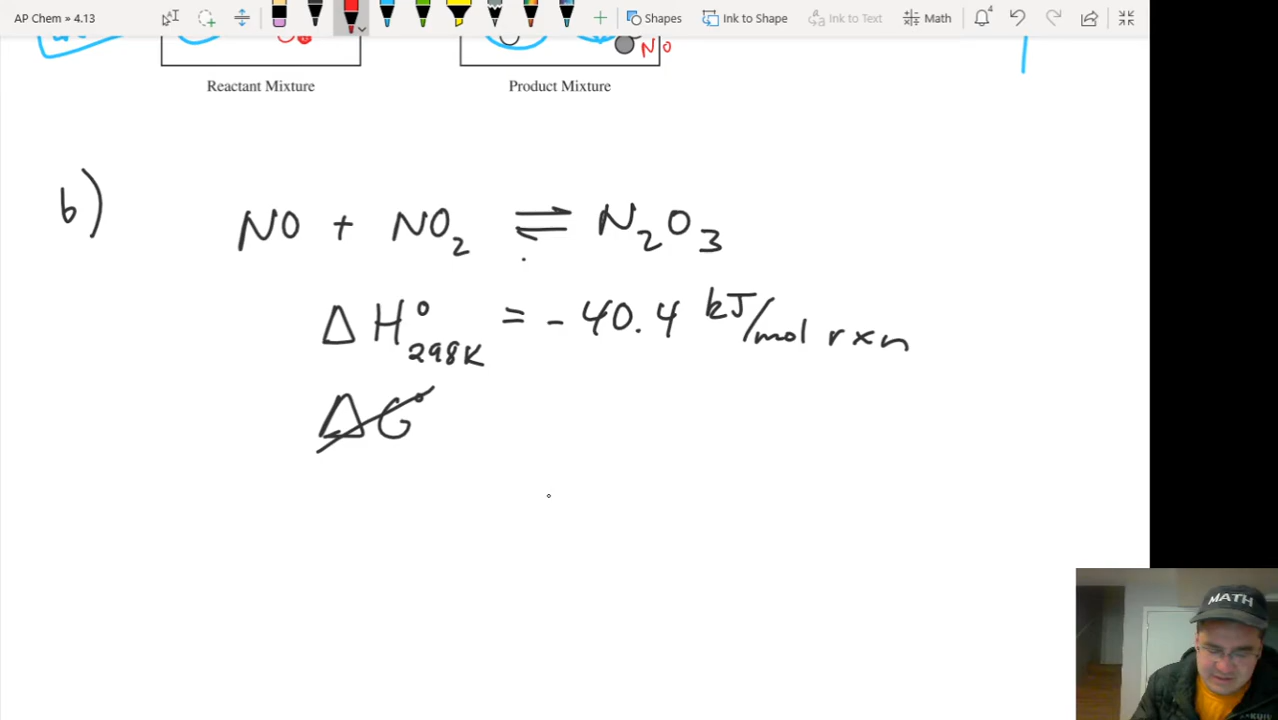 AP Chem » 4.13
Shapes
Ink to Shape
Ink to Text
Math
4
NO
Reactant Mixture
Product Mixture
b)
NO + NO₂ ⇌ N₂O₃
ΔH°298K = -40.4 kJ/mol rxn
ΔG°
MATH